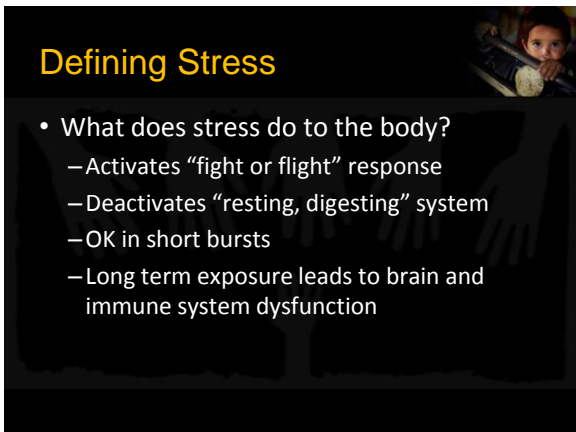 Defining Stress
• What does stress do to the body?
–Activates “fight or flight” response
–Deactivates “resting, digesting” system
–OK in short bursts
–Long term exposure leads to brain and
immune system dysfunction